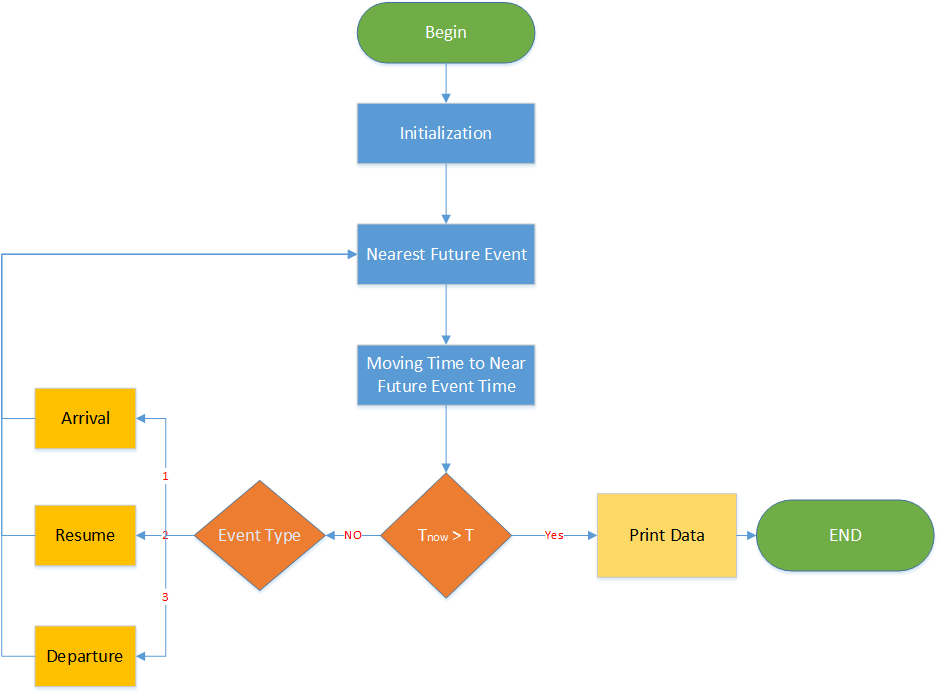 Begin
Initialization
Nearest Future Event
Moving Time to Near
Future Event Time
Arrival
1
Resume
2
Event Type
NO
Tnow > T
Yes
Print Data
END
3
Departure